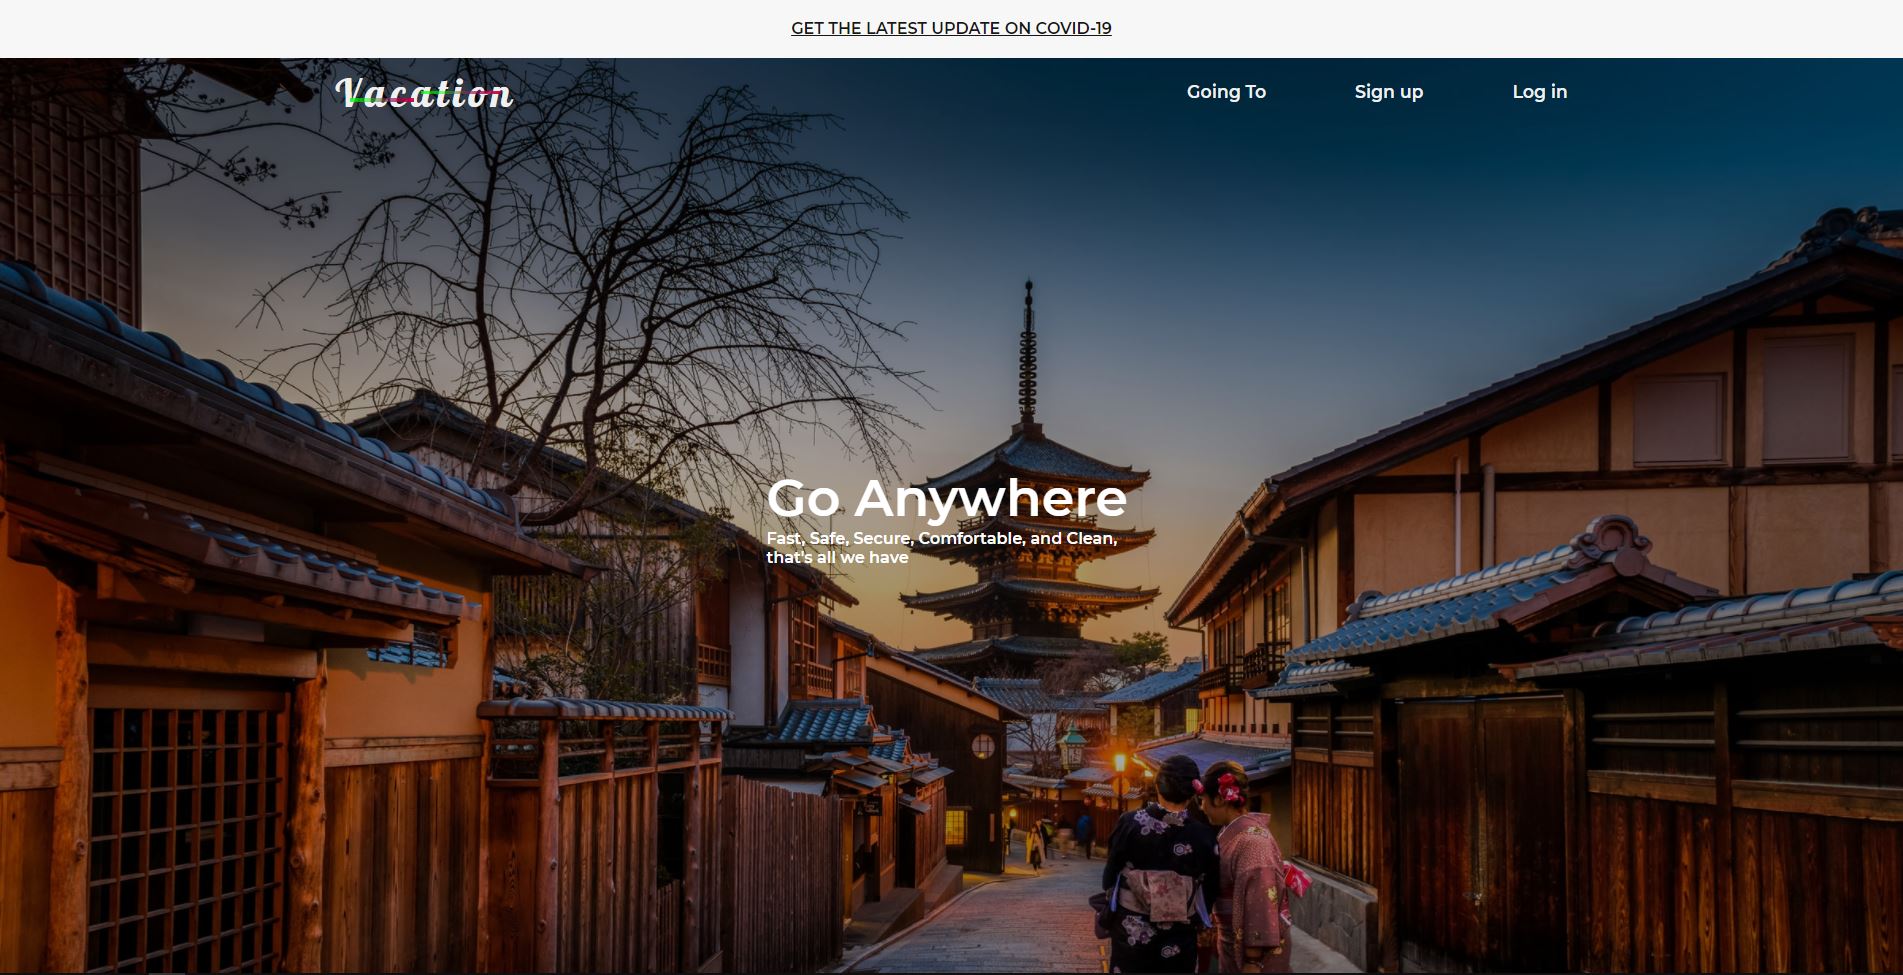 GET THE LATEST UPDATE ON COVID-19
Vacation
Going To
Sign up
Log in
Go Anywhere
Fast, Safe, Secure, Comfortable, and Clean,
that's all we have